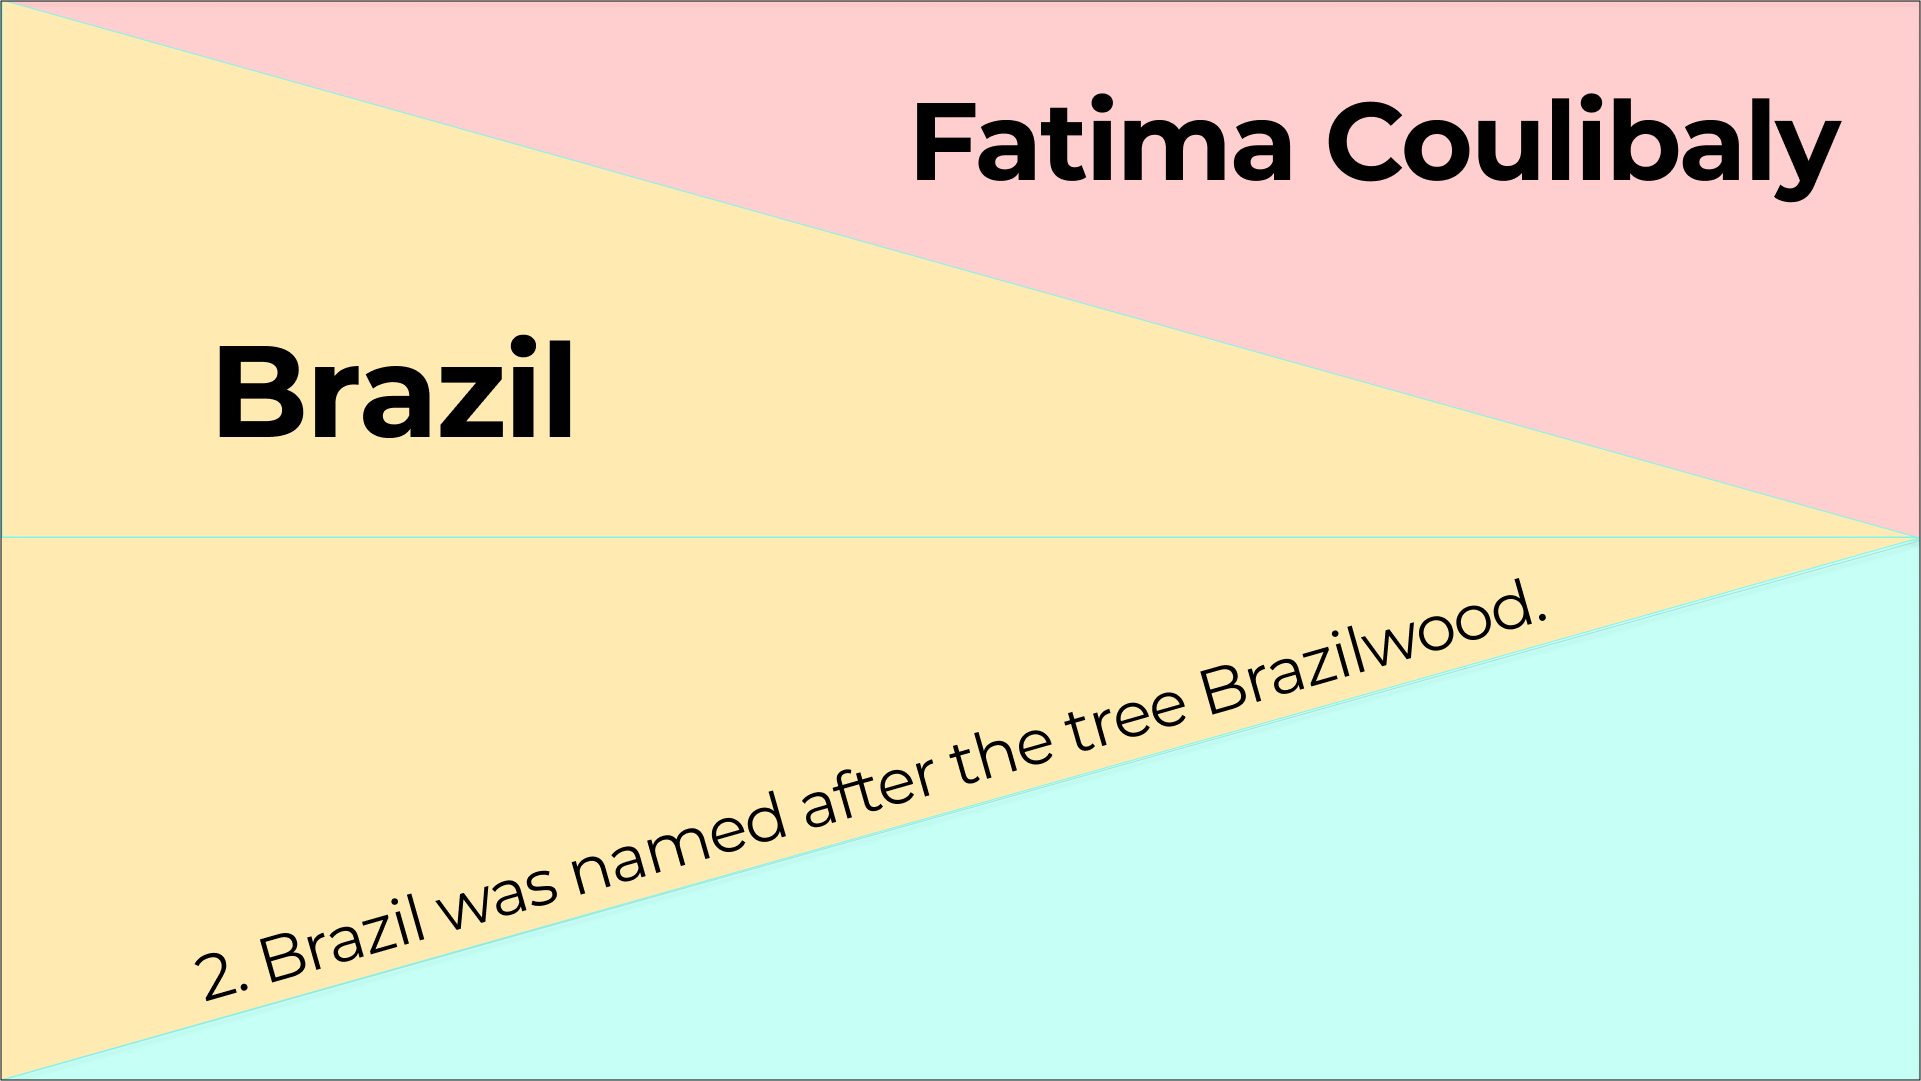 Fatima Coulibaly
Brazil
2. Brazil was named after the tree Brazilwood.